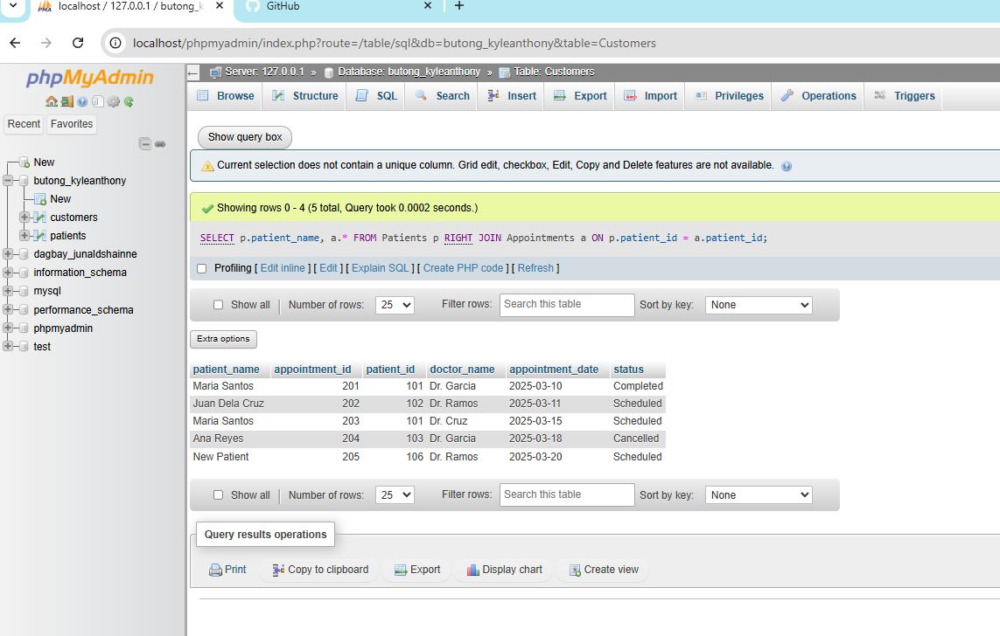 localhost / 127.0.0.1 / butong_k
GitHub
localhost/phpmyadmin/index.php?route=/table/sql&db=butong_kyleanthony&table=Customers
phpMyAdmin
Recent
Favorites
New
butong_kyleanthony
New
customers
patients
dagbay_junaldshainne
information_schema
mysql
performance_schema
phpmyadmin
test
Server: 127.0.0.1 » Database: butong_kyleanthony » Table: Customers
Browse Structure SQL Search Insert Export Import Privileges Operations Triggers
Show query box
Current selection does not contain a unique column. Grid edit, checkbox, Edit, Copy and Delete features are not available.
Showing rows 0 - 4 (5 total, Query took 0.0002 seconds.)
SELECT p.patient_name, a.* FROM Patients p RIGHT JOIN Appointments a ON p.patient_id = a.patient_id;
Profiling [ Edit inline ] [ Edit ] [ Explain SQL ] [ Create PHP code ] [ Refresh ]
Show all | Number of rows: 25 Filter rows: Search this table Sort by key: None
Extra options
patient_name appointment_id patient_id doctor_name appointment_date status
Maria Santos 201 101 Dr. Garcia 2025-03-10 Completed
Juan Dela Cruz 202 102 Dr. Ramos 2025-03-11 Scheduled
Maria Santos 203 101 Dr. Cruz 2025-03-15 Scheduled
Ana Reyes 204 103 Dr. Garcia 2025-03-18 Cancelled
New Patient 205 106 Dr. Ramos 2025-03-20 Scheduled
Show all | Number of rows: 25 Filter rows: Search this table Sort by key: None
Query results operations
Print Copy to clipboard Export Display chart Create view